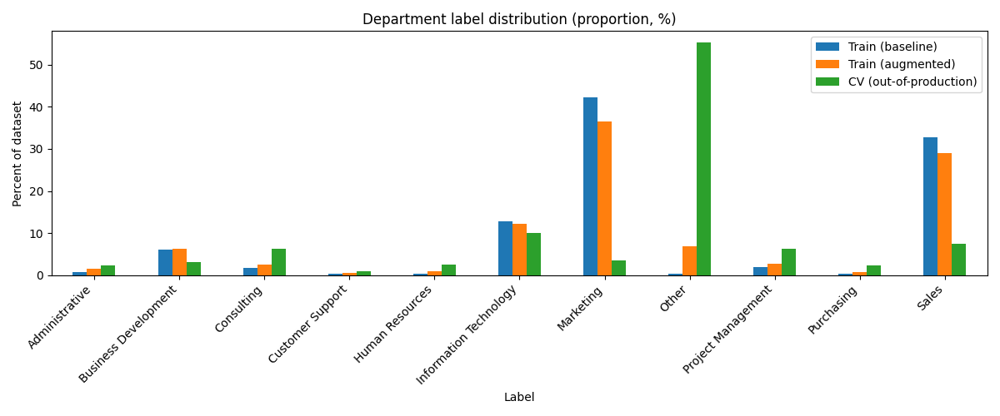 Department label distribution (proportion, %)
Train (baseline)
Train (augmented)
CV (out-of-production)
Percent of dataset
50
40
30
20
10
0
Administrative
Business Development
Consulting
Customer Support
Human Resources
Information Technology
Marketing
Other
Project Management
Purchasing
Sales
Label